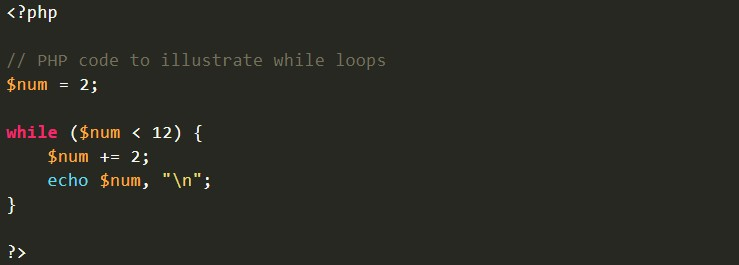 <?php
// PHP code to illustrate while loops
$num = 2;
while ($num < 12) {
    $num += 2;
    echo $num, "\n";
}
?>